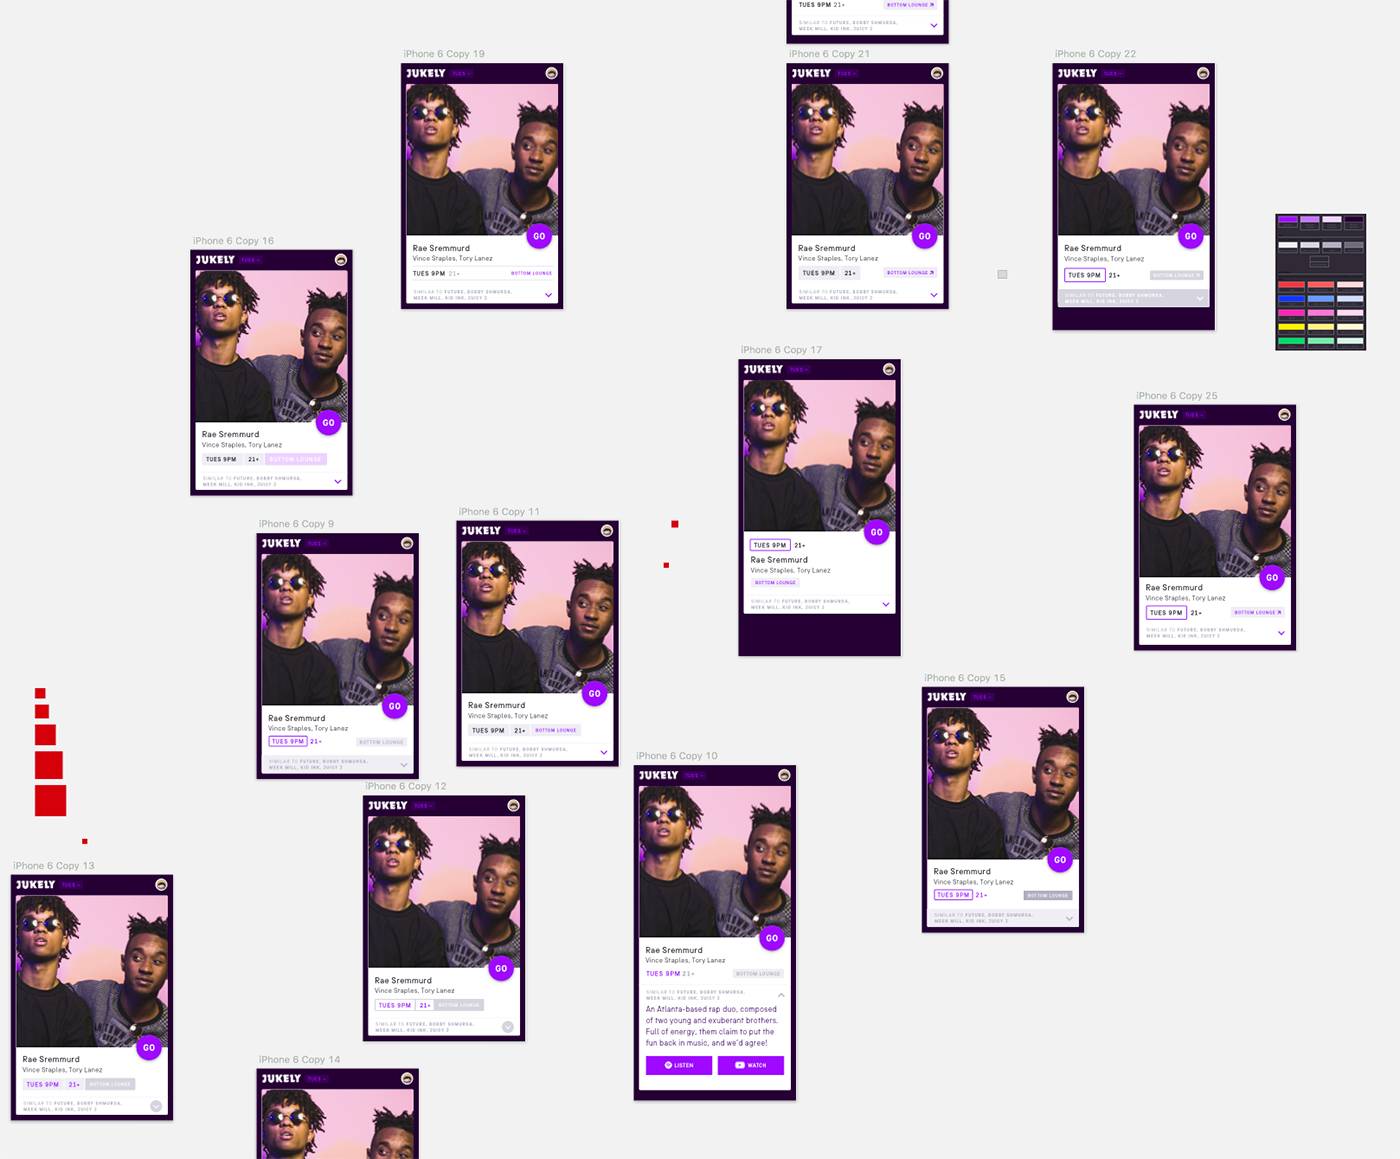 TUES 9PM 21+ BOTTOM LOUNGE
SIMILAR TO FUTURE, BOBBY SHMURDA,
MEEK MILL, KID INK, JUICY J
iPhone 6 Copy 19
JUKELY TUES
GO
Rae Sremmurd
Vince Staples, Tory Lanez
TUES 9PM 21+ BOTTOM LOUNGE
SIMILAR TO FUTURE, BOBBY SHMURDA,
MEEK MILL, KID INK, JUICY J
iPhone 6 Copy 21
JUKELY TUES
GO
Rae Sremmurd
Vince Staples, Tory Lanez
TUES 9PM 21+ BOTTOM LOUNGE
SIMILAR TO FUTURE, BOBBY SHMURDA,
MEEK MILL, KID INK, JUICY J
iPhone 6 Copy 22
JUKELY TUES
GO
Rae Sremmurd
Vince Staples, Tory Lanez
TUES 9PM 21+ BOTTOM LOUNGE
SIMILAR TO FUTURE, BOBBY SHMURDA,
MEEK MILL, KID INK, JUICY J
iPhone 6 Copy 16
JUKELY TUES
GO
Rae Sremmurd
Vince Staples, Tory Lanez
TUES 9PM 21+ BOTTOM LOUNGE
SIMILAR TO FUTURE, BOBBY SHMURDA,
MEEK MILL, KID INK, JUICY J
iPhone 6 Copy 17
JUKELY TUES
GO
TUES 9PM 21+
Rae Sremmurd
Vince Staples, Tory Lanez
BOTTOM LOUNGE
SIMILAR TO FUTURE, BOBBY SHMURDA,
MEEK MILL, KID INK, JUICY J
iPhone 6 Copy 25
JUKELY TUES
GO
Rae Sremmurd
Vince Staples, Tory Lanez
TUES 9PM 21+ BOTTOM LOUNGE
SIMILAR TO FUTURE, BOBBY SHMURDA,
MEEK MILL, KID INK, JUICY J
iPhone 6 Copy 9
JUKELY TUES
GO
Rae Sremmurd
Vince Staples, Tory Lanez
TUES 9PM 21+ BOTTOM LOUNGE
SIMILAR TO FUTURE, BOBBY SHMURDA,
MEEK MILL, KID INK, JUICY J
iPhone 6 Copy 11
JUKELY TUES
GO
Rae Sremmurd
Vince Staples, Tory Lanez
TUES 9PM 21+ BOTTOM LOUNGE
SIMILAR TO FUTURE, BOBBY SHMURDA,
MEEK MILL, KID INK, JUICY J
iPhone 6 Copy 15
JUKELY TUES
GO
Rae Sremmurd
Vince Staples, Tory Lanez
TUES 9PM 21+ BOTTOM LOUNGE
SIMILAR TO FUTURE, BOBBY SHMURDA,
MEEK MILL, KID INK, JUICY J
iPhone 6 Copy 10
JUKELY TUES
GO
Rae Sremmurd
Vince Staples, Tory Lanez
TUES 9PM 21+ BOTTOM LOUNGE
SIMILAR TO FUTURE, BOBBY SHMURDA,
MEEK MILL, KID INK, JUICY J
An Atlanta-based rap duo, composed
of two young and exuberant brothers.
Full of energy, them claim to put the
fun back in music, and we'd agree!
LISTEN WATCH
iPhone 6 Copy 12
JUKELY TUES
GO
Rae Sremmurd
Vince Staples, Tory Lanez
TUES 9PM 21+ BOTTOM LOUNGE
SIMILAR TO FUTURE, BOBBY SHMURDA,
MEEK MILL, KID INK, JUICY J
iPhone 6 Copy 13
JUKELY TUES
GO
Rae Sremmurd
Vince Staples, Tory Lanez
TUES 9PM 21+ BOTTOM LOUNGE
SIMILAR TO FUTURE, BOBBY SHMURDA,
MEEK MILL, KID INK, JUICY J
iPhone 6 Copy 14
JUKELY TUES